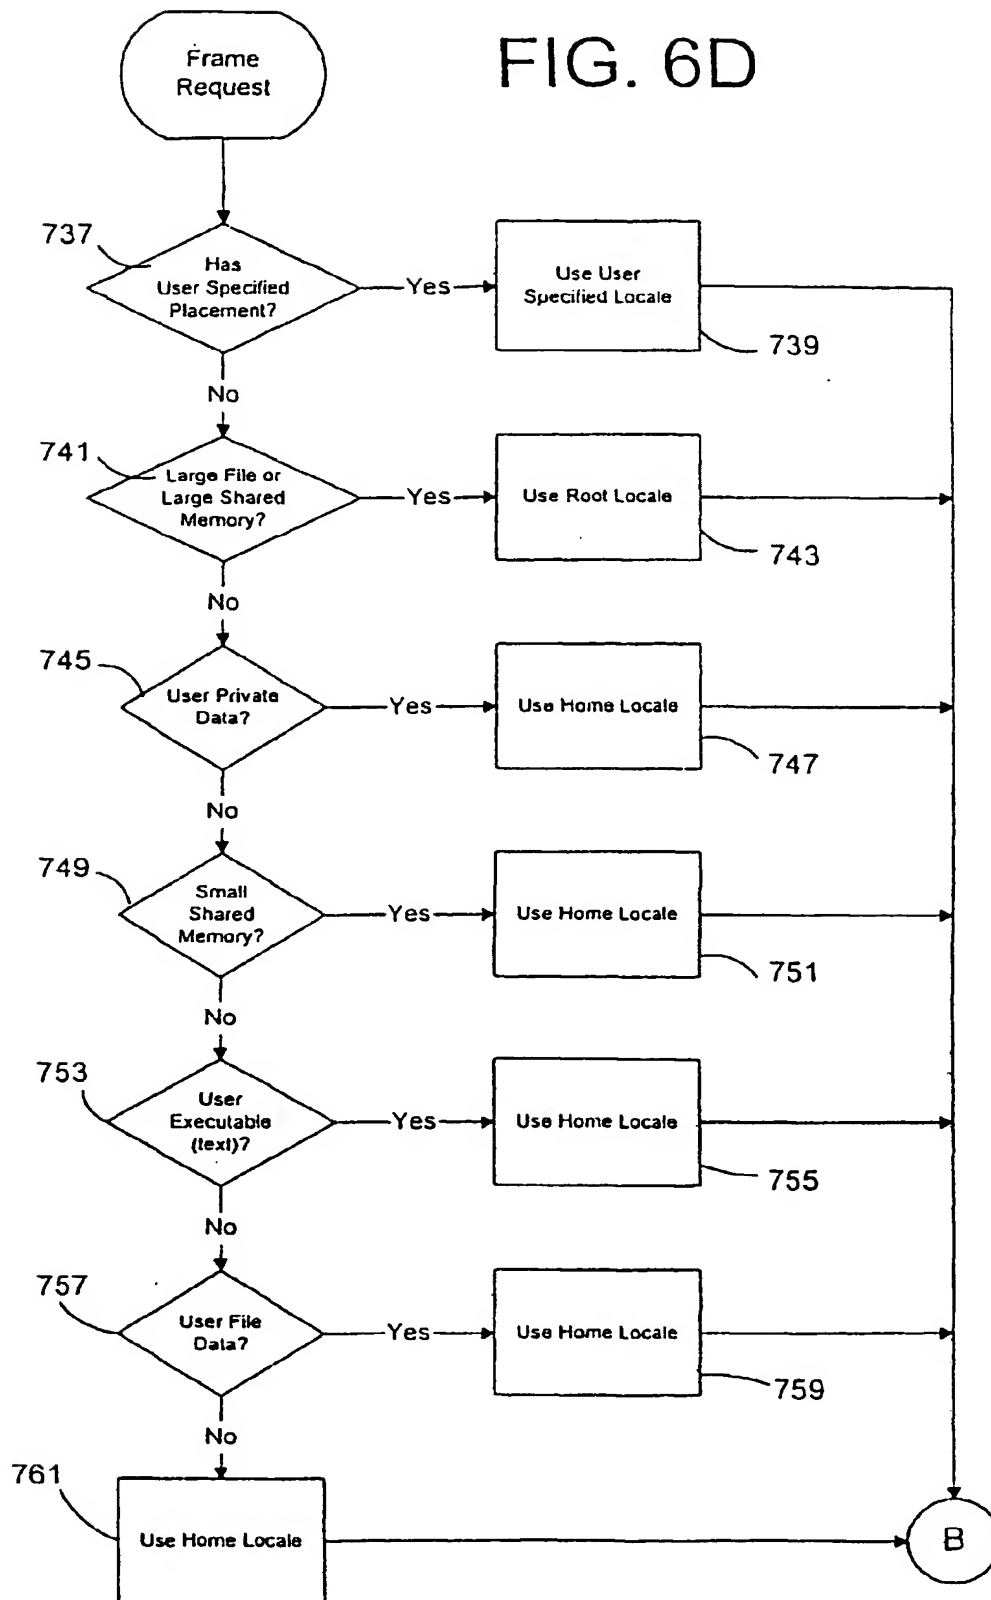 FIG. 6D
Frame
Request
737
Has
User Specified
Placement?
Yes
Use User
Specified Locale
739
No
741
Large File or
Large Shared
Memory?
Yes
Use Root Locale
743
No
745
User Private
Data?
Yes
Use Home Locale
747
No
749
Small
Shared
Memory?
Yes
Use Home Locale
751
No
753
User
Executable
(text)?
Yes
Use Home Locale
755
No
757
User File
Data?
Yes
Use Home Locale
759
No
761
Use Home Locale
B